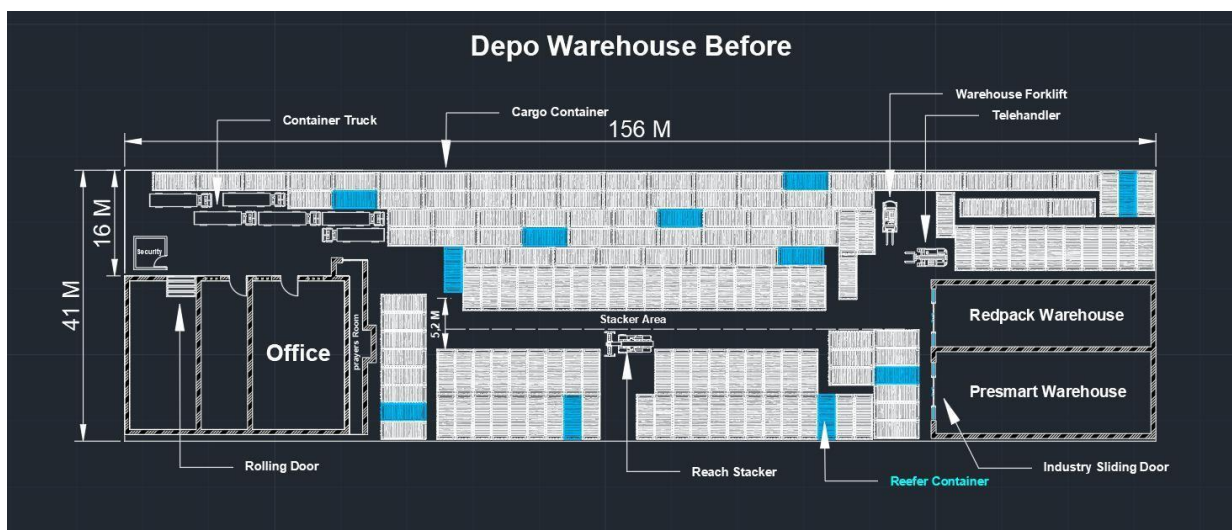 Depo Warehouse Before
Warehouse Forklift
Telehandler
Container Truck
Cargo Container
156 M
16 M
41 M
Security
Office
prayers Room
5,2 M
Stacker Area
Redpack Warehouse
Presmart Warehouse
Rolling Door
Reach Stacker
Reefer Container
Industry Sliding Door